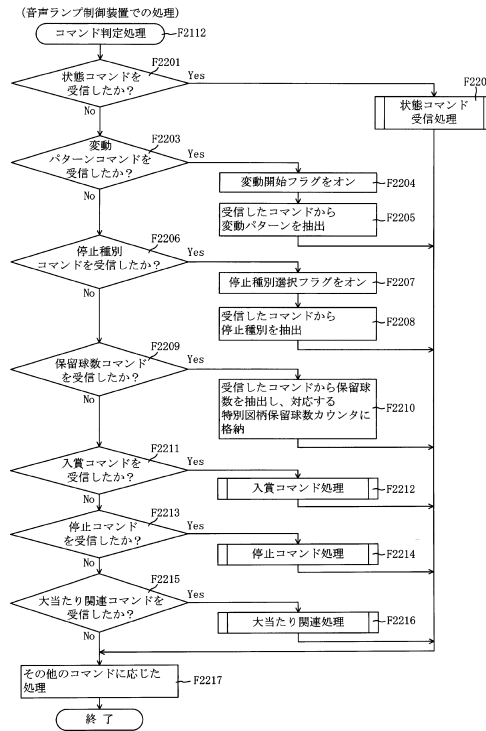 (音声ランプ制御装置での処理)
コマンド判定処理
F2112
状態コマンドを
受信したか?
F2201
Yes
No
F220
状態コマンド
受信処理
変動
パターンコマンドを
受信したか?
F2203
Yes
No
変動開始フラグをオン
F2204
受信したコマンドから
変動パターンを抽出
F2205
停止種別
コマンドを受信したか?
F2206
Yes
No
停止種別選択フラグをオン
F2207
受信したコマンドから
停止種別を抽出
F2208
保留球数コマンド
を受信したか?
F2209
Yes
No
受信したコマンドから保留球
数を抽出し、対応する
特別図柄保留球数カウンタに
格納
F2210
入賞コマンドを
受信したか?
F2211
Yes
No
入賞コマンド処理
F2212
停止コマンド
を受信したか?
F2213
Yes
No
停止コマンド処理
F2214
大当たり関連コマンドを
受信したか?
F2215
Yes
No
大当たり関連処理
F2216
その他のコマンドに応じた
処理
F2217
終了